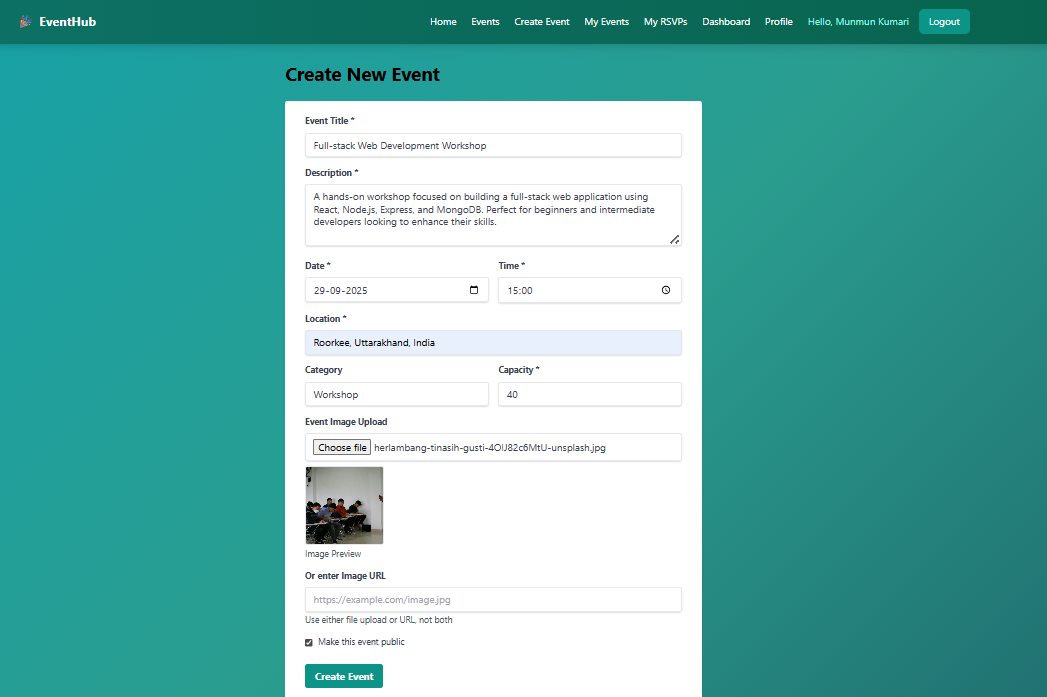 EventHub
Home Events Create Event My Events My RSVPs Dashboard Profile Hello, Munmun Kumari Logout
Create New Event
Event Title *
Full-stack Web Development Workshop
Description *
A hands-on workshop focused on building a full-stack web application using
React, Node.js, Express, and MongoDB. Perfect for beginners and intermediate
developers looking to enhance their skills.
Date * Time *
29-09-2025 15:00
Location *
Roorkee, Uttarakhand, India
Category Capacity *
Workshop 40
Event Image Upload
Choose file herlambang-tinasih-gusti-4OIJ82c6MtU-unsplash.jpg
Image Preview
Or enter Image URL
https://example.com/image.jpg
Use either file upload or URL, not both
Make this event public
Create Event